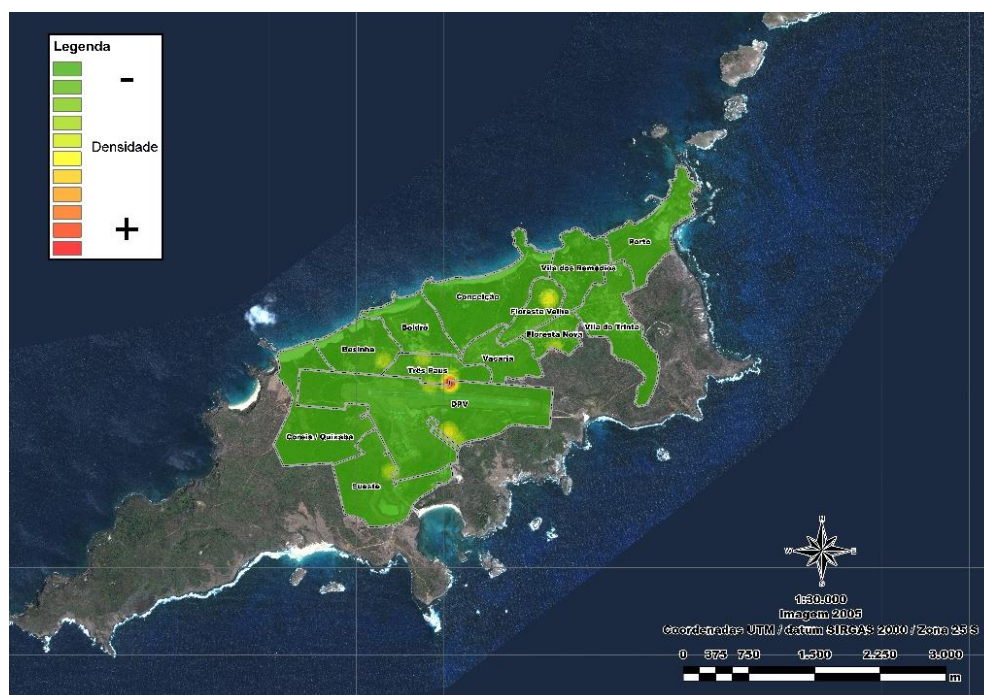 Legenda
-
Densidade
+
Porto
Vila dos Remédios
Conceição
Floresta Velha
Boldró
Floresta Nova
Vila do Trinta
Basinha
Vacaria
Três Paus
DPV
Coreia / Quixaba
Sueste
N
W
E
S
1:30.000
Imagem 2005
Coordenadas UTM / datum SIRGAS 2000 / Zona 25 S
0 375 750 1.500 2.250 3.000
m